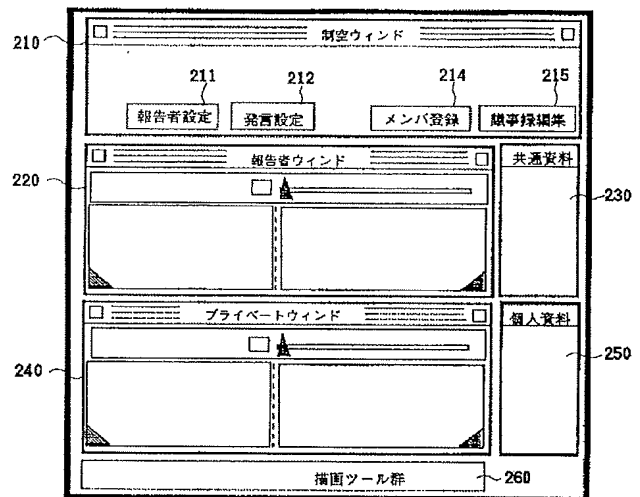 210
制空ウィンド
211
212
214
215
報告者設定
発言設定
メンバ登録
議事録編集
220
報告者ウィンド
共通資料
230
240
プライベートウィンド
個人資料
250
描画ツール群
260